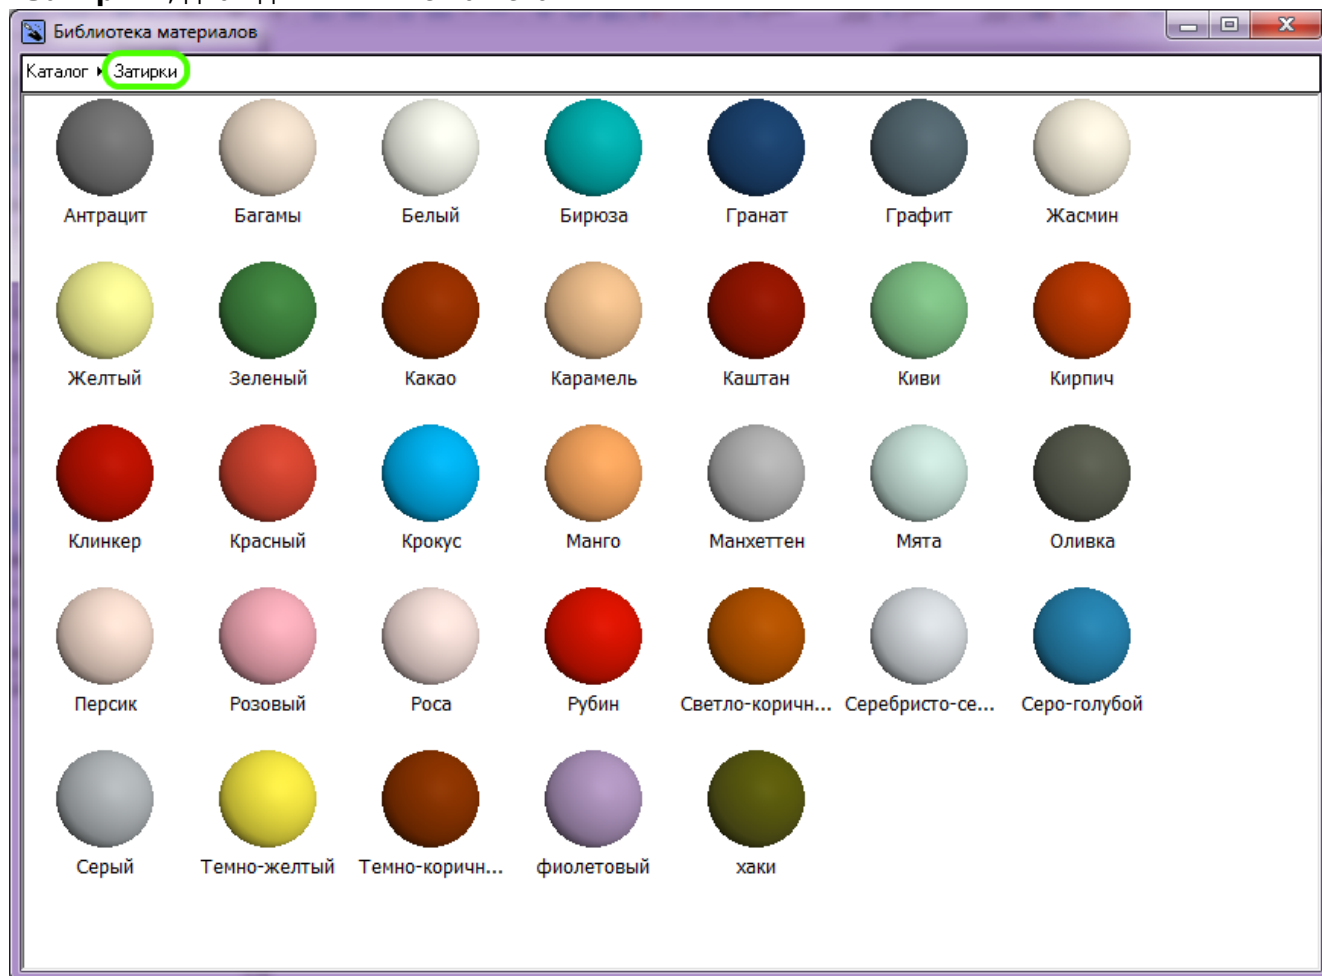 Библиотека материалов
Каталог Затирки
Антрацит Багамы Белый Бирюза Гранат Графит Жасмин
Желтый Зеленый Какао Карамель Каштан Киви Кирпич
Клинкер Красный Крокус Манго Манхеттен Мята Оливка
Персик Розовый Роса Рубин Светло-коричн... Серебристо-се... Серо-голубой
Серый Темно-желтый Темно-коричн... фиолетовый хаки